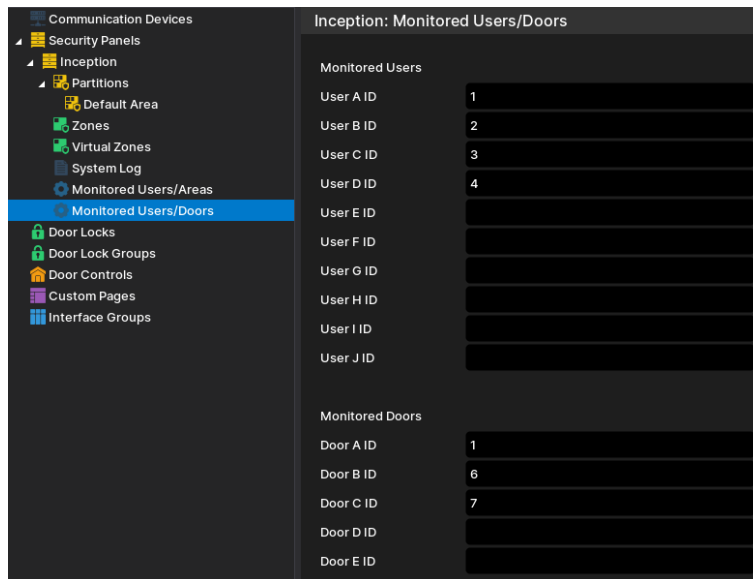 Communication Devices
Security Panels
Inception
Partitions
Default Area
Zones
Virtual Zones
System Log
Monitored Users/Areas
Monitored Users/Doors
Door Locks
Door Lock Groups
Door Controls
Custom Pages
Interface Groups
Inception: Monitored Users/Doors
Monitored Users
User A ID 1
User B ID 2
User C ID 3
User D ID 4
User E ID
User F ID
User G ID
User H ID
User I ID
User J ID
Monitored Doors
Door A ID 1
Door B ID 6
Door C ID 7
Door D ID
Door E ID